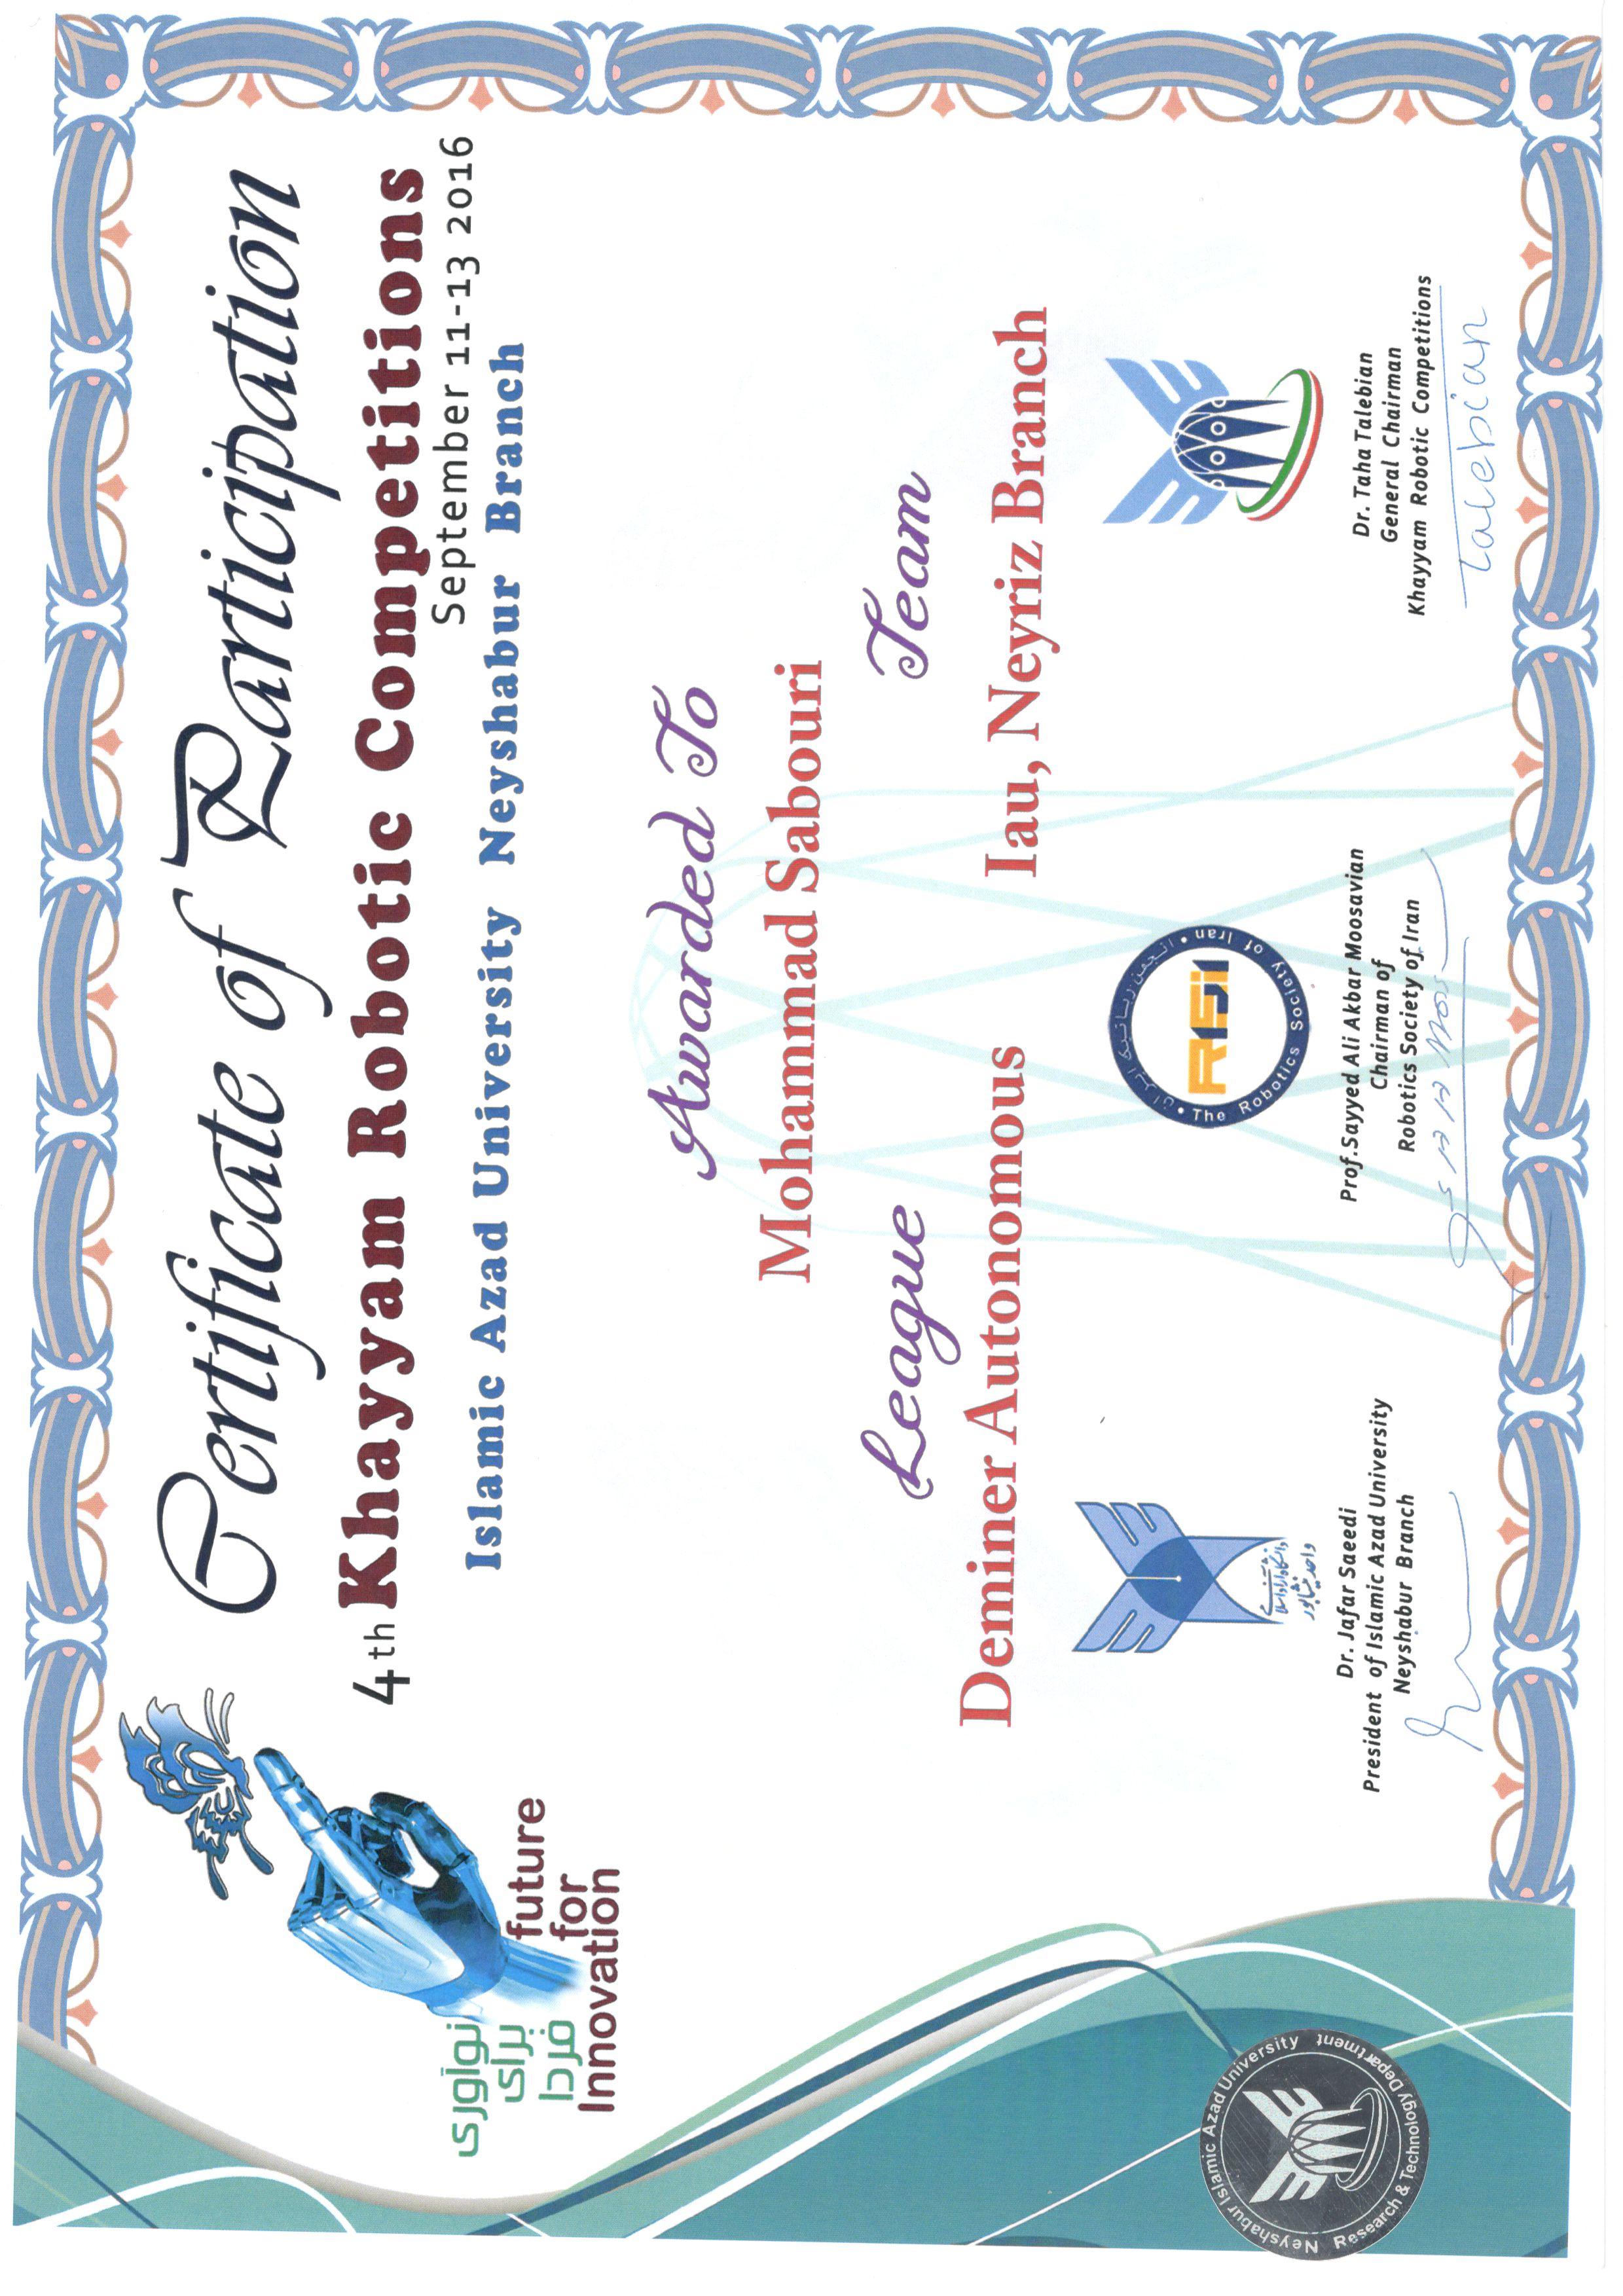 Certificate of Participation
4th Khayyam Robotic Competitions
September 11-13 2016
Islamic Azad University Neyshabur Branch
نوآوری
برای
فردا
future
for
Innovation
Awarded To
Mohammad Sabouri
League
Deminer Autonomous
Team
Iau, Neyriz Branch
دانشگاه آزاد اسلامی
واحد نیشابور
انجمن رباتیک ایران
The Robotics Society of Iran
RSi
Neyshabur Islamic Azad University
Research & Technology Department
Dr. Jafar Saeedi
President of Islamic Azad University
Neyshabur Branch
Prof.Sayyed Ali Akbar Moosavian
Chairman of
Robotics Society of Iran
S A A Moos
Dr. Taha Talebian
General Chairman
Khayyam Robotic Competitions
Talebian